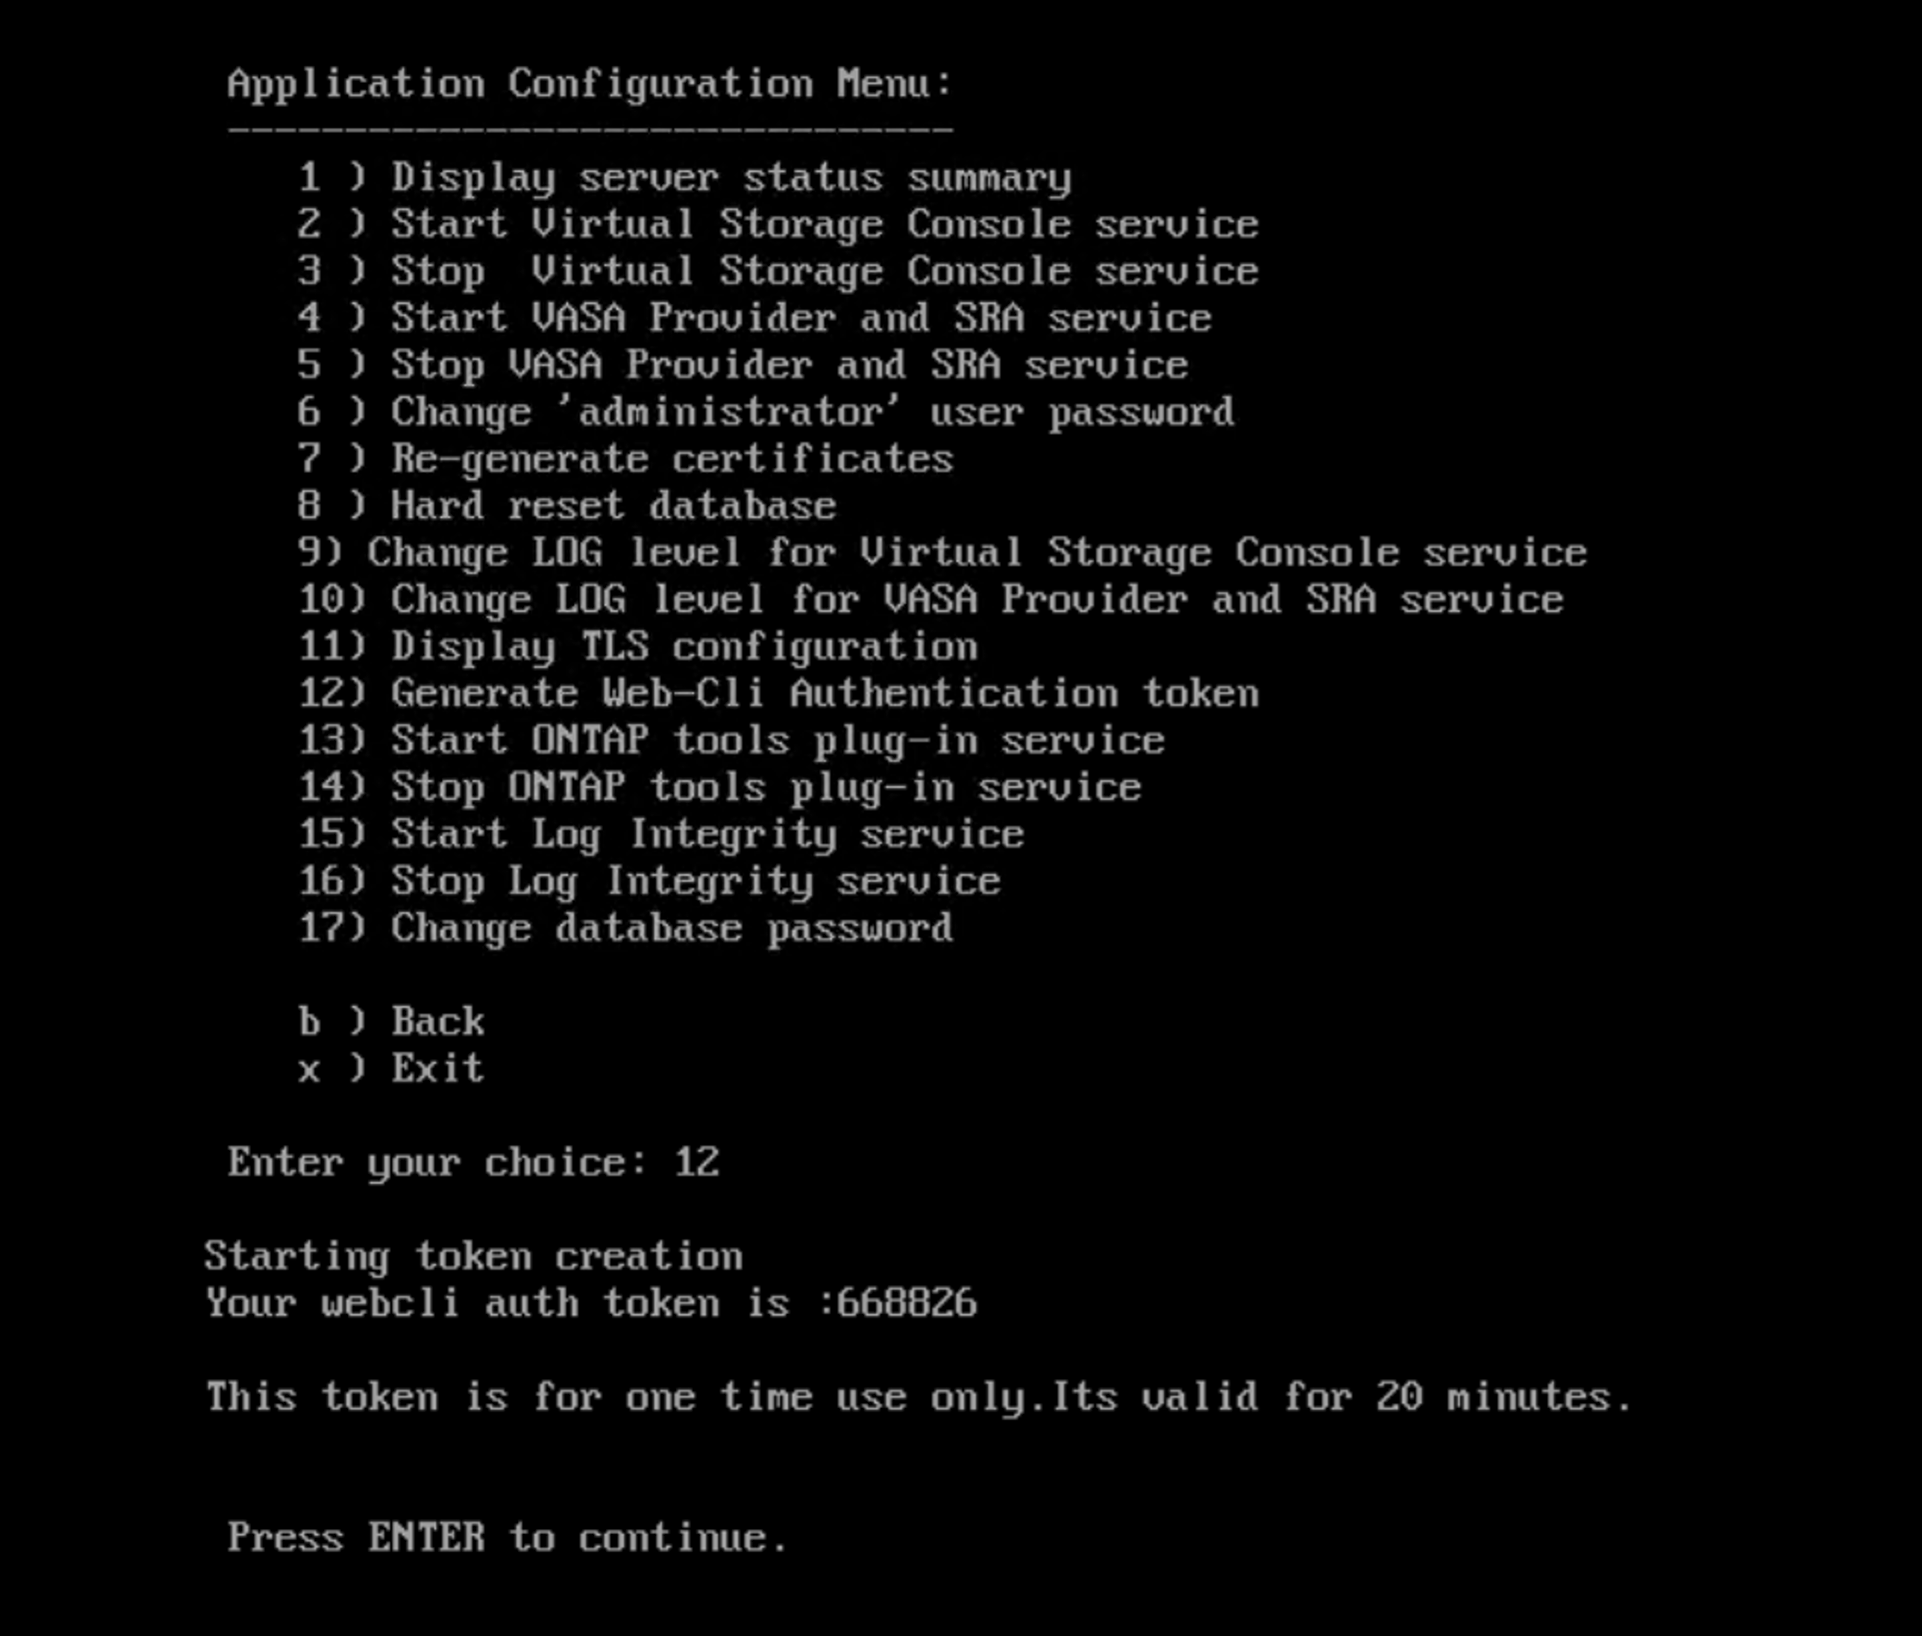 Application Configuration Menu:
-------------------------------
1 ) Display server status summary
2 ) Start Virtual Storage Console service
3 ) Stop  Virtual Storage Console service
4 ) Start VASA Provider and SRA service
5 ) Stop VASA Provider and SRA service
6 ) Change 'administrator' user password
7 ) Re-generate certificates
8 ) Hard reset database
9) Change LOG level for Virtual Storage Console service
10) Change LOG level for VASA Provider and SRA service
11) Display TLS configuration
12) Generate Web-Cli Authentication token
13) Start ONTAP tools plug-in service
14) Stop ONTAP tools plug-in service
15) Start Log Integrity service
16) Stop Log Integrity service
17) Change database password
b ) Back
x ) Exit
Enter your choice: 12
Starting token creation
Your webcli auth token is :668826
This token is for one time use only.Its valid for 20 minutes.
Press ENTER to continue.